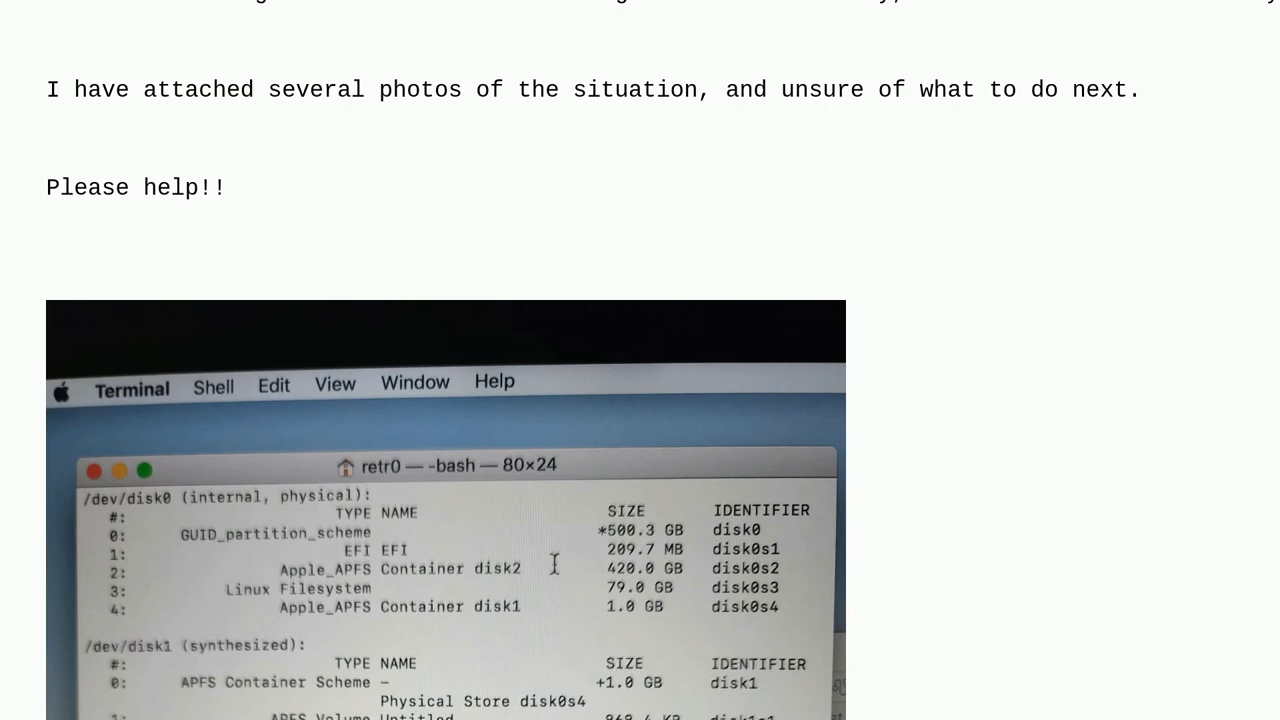 I have attached several photos of the situation, and unsure of what to do next.
Please help!!
Terminal Shell Edit View Window Help
retr0 — -bash — 80×24
/dev/disk0 (internal, physical):
#: TYPE NAME SIZE IDENTIFIER
0: GUID_partition_scheme *500.3 GB disk0
1: EFI EFI 209.7 MB disk0s1
2: Apple_APFS Container disk2 420.0 GB disk0s2
3: Linux Filesystem 79.0 GB disk0s3
4: Apple_APFS Container disk1 1.0 GB disk0s4
/dev/disk1 (synthesized):
#: TYPE NAME SIZE IDENTIFIER
0: APFS Container Scheme - +1.0 GB disk1
Physical Store disk0s4
1: APFS Volume Untitled